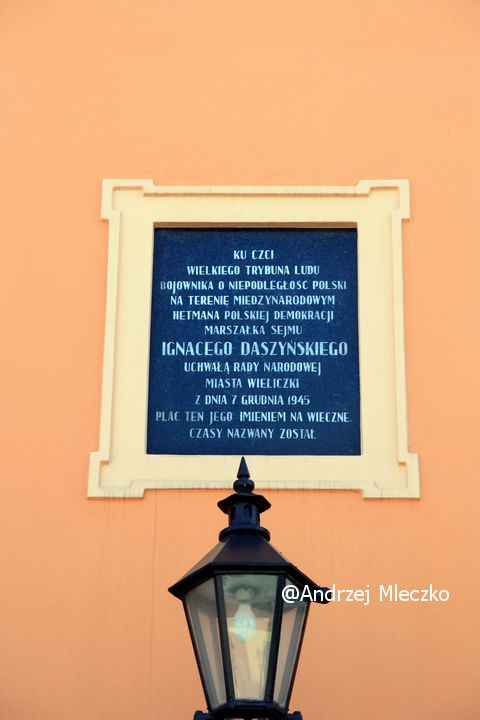 KU CZCI
WIELKIEGO TRYBUNA LUDU
BOJOWNIKA O NIEPODLEGŁOŚC POLSKI
NA TERENIE MIĘDZYNARODOWYM
HETMANA POLSKIEJ DEMOKRACJI
MARSZAŁKA SEJMU
IGNACEGO DASZYŃSKIEGO
UCHWAŁĄ RADY NARODOWEJ
MIASTA WIELICZKI
Z DNIA 7 GRUDNIA 1945
PLAC TEN JEGO IMIENIEM NA WIECZNE
CZASY NAZWANY ZOSTAŁ
@Andrzej Mleczko